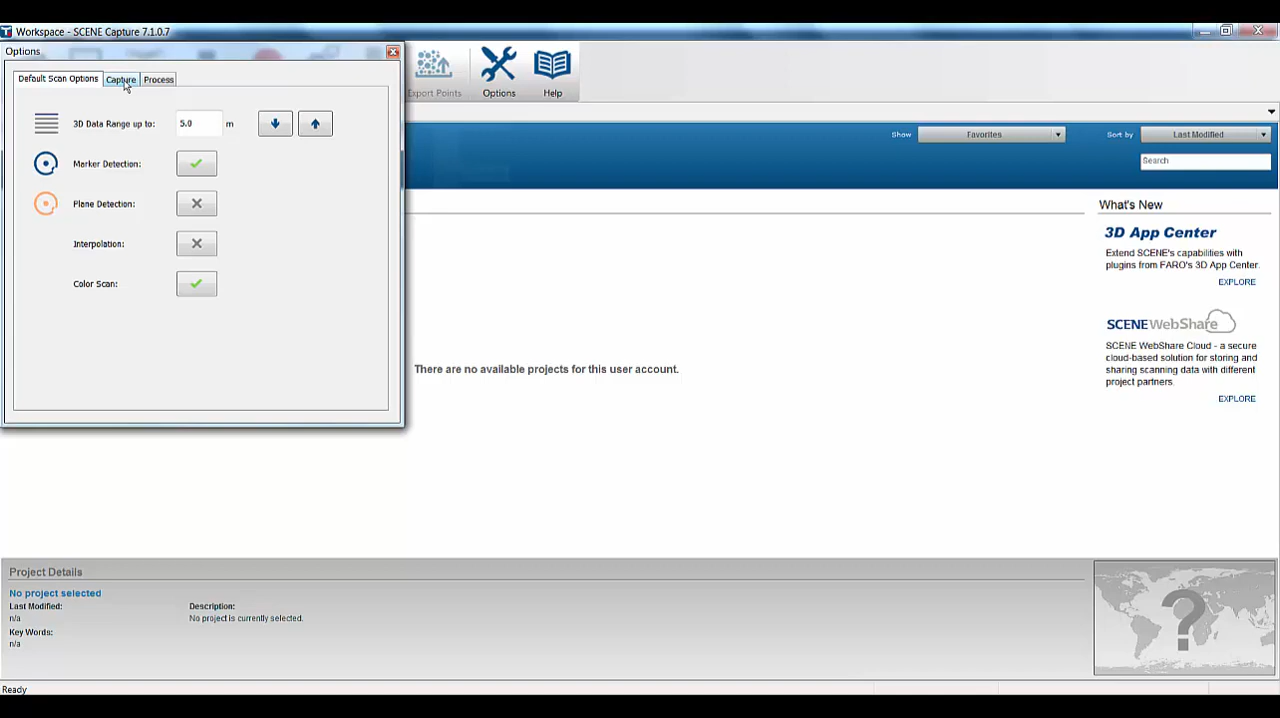 Workspace - SCENE Capture 7.1.0.7
Options
Default Scan Options Capture Process
3D Data Range up to: 5.0 m
Marker Detection:
Plane Detection:
Interpolation:
Color Scan:
Export Points Options Help
Show Favorites Sort by Last Modified
Search
What's New
3D App Center
Extend SCENE's capabilities with
plugins from FARO's 3D App Center.
EXPLORE
SCENE WebShare
SCENE WebShare Cloud - a secure
cloud-based solution for storing and
sharing scanning data with different
project partners.
EXPLORE
There are no available projects for this user account.
Project Details
No project selected
Last Modified:
n/a
Key Words:
n/a
Description:
No project is currently selected.
?
Ready